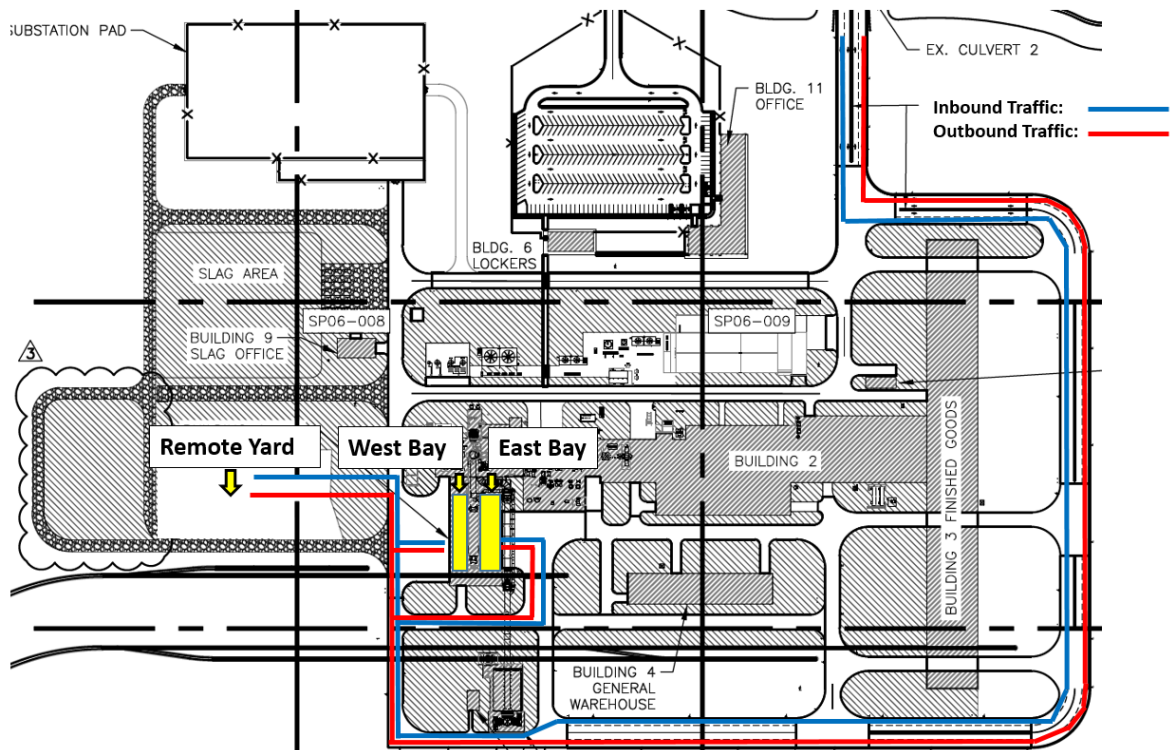 SUBSTATION PAD
EX. CULVERT 2
BLDG. 11
OFFICE
Inbound Traffic:
Outbound Traffic:
BLDG. 6
LOCKERS
SLAG AREA
SP06-008
SP06-009
BUILDING 9
SLAG OFFICE
3
Remote Yard
West Bay
East Bay
BUILDING 2
BUILDING 3 FINISHED GOODS
BUILDING 4
GENERAL
WAREHOUSE